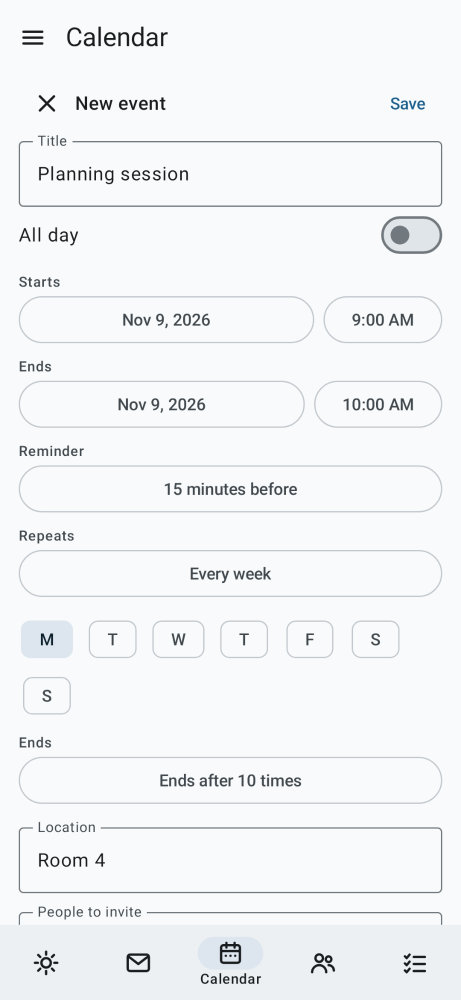 Calendar
New event
Save
Title
Planning session
All day
Starts
Nov 9, 2026
9:00 AM
Ends
Nov 9, 2026
10:00 AM
Reminder
15 minutes before
Repeats
Every week
M T W T F S
S
Ends
Ends after 10 times
Location
Room 4
People to invite
Calendar